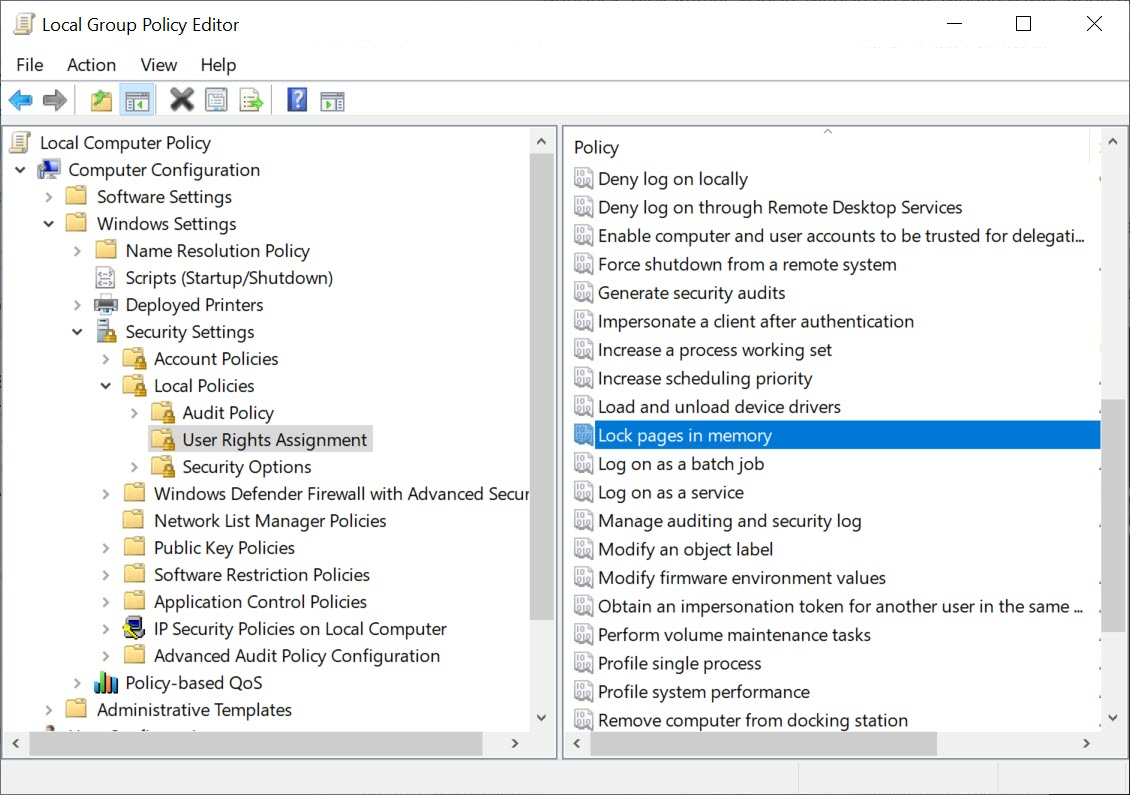 Local Group Policy Editor
File Action View Help
Local Computer Policy
Computer Configuration
Software Settings
Windows Settings
Name Resolution Policy
Scripts (Startup/Shutdown)
Deployed Printers
Security Settings
Account Policies
Local Policies
Audit Policy
User Rights Assignment
Security Options
Windows Defender Firewall with Advanced Secur
Network List Manager Policies
Public Key Policies
Software Restriction Policies
Application Control Policies
IP Security Policies on Local Computer
Advanced Audit Policy Configuration
Policy-based QoS
Administrative Templates
Policy
Deny log on locally
Deny log on through Remote Desktop Services
Enable computer and user accounts to be trusted for delegati...
Force shutdown from a remote system
Generate security audits
Impersonate a client after authentication
Increase a process working set
Increase scheduling priority
Load and unload device drivers
Lock pages in memory
Log on as a batch job
Log on as a service
Manage auditing and security log
Modify an object label
Modify firmware environment values
Obtain an impersonation token for another user in the same ...
Perform volume maintenance tasks
Profile single process
Profile system performance
Remove computer from docking station